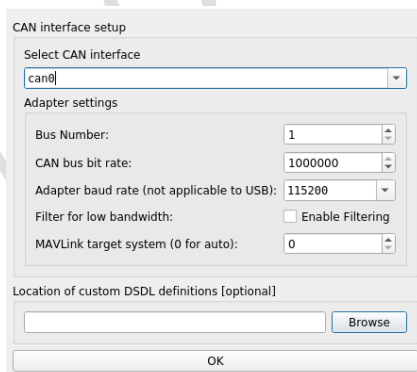 CAN interface setup
Select CAN interface
can0
Adapter settings
Bus Number: 1
CAN bus bit rate: 1000000
Adapter baud rate (not applicable to USB): 115200
Filter for low bandwidth: Enable Filtering
MAVLink target system (0 for auto): 0
Location of custom DSDL definitions [optional]
Browse
OK